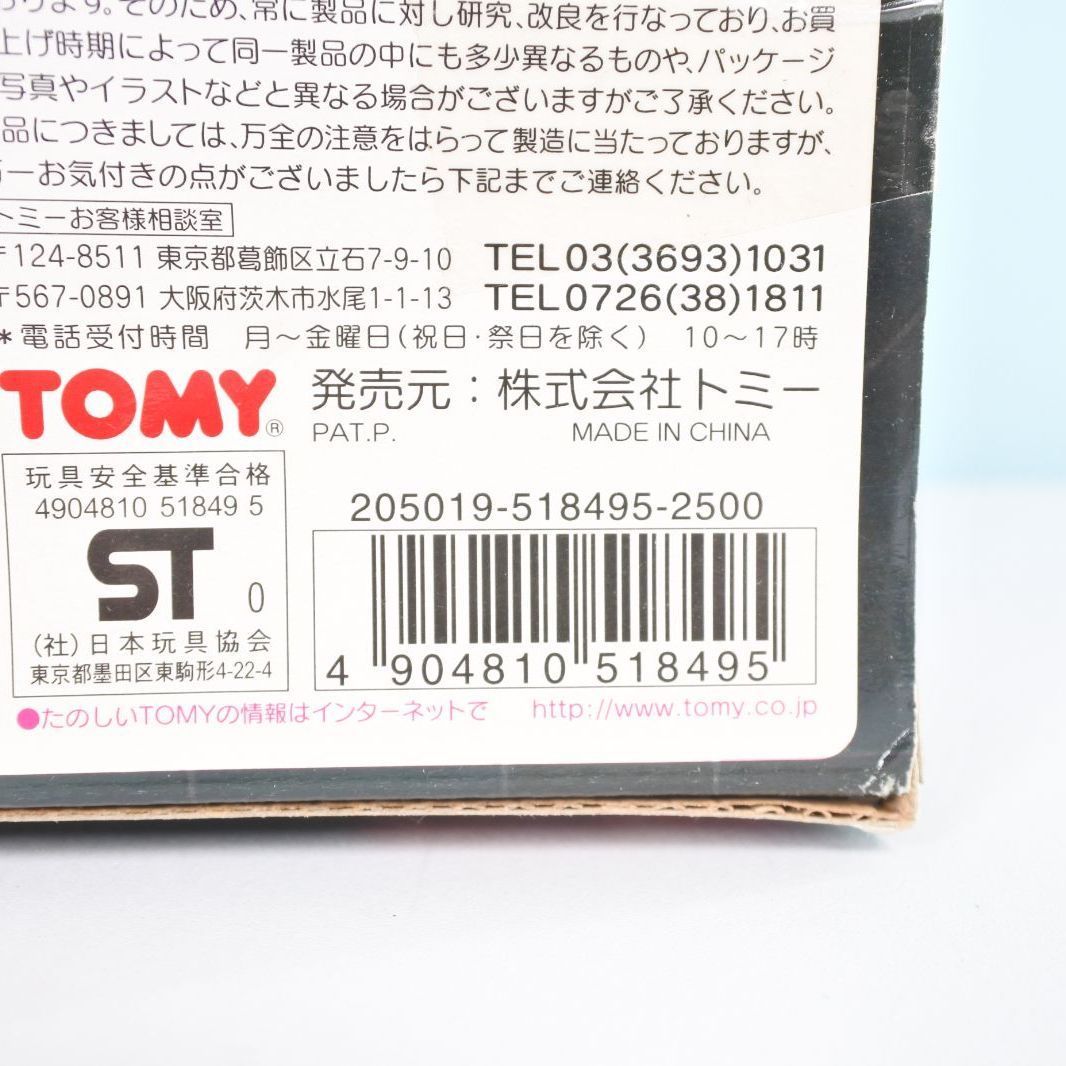 ります。そのため、常に製品に対し研究、改良を行なっており、お買
上げ時期によって同一製品の中にも多少異なるものや、パッケージ
写真やイラストなどと異なる場合がございますがご了承ください。
品につきましては、万全の注意をはらって製造に当たっておりますが、
一お気付きの点がございましたら下記までご連絡ください。
トミーお客様相談室
〒124-8511 東京都葛飾区立石7-9-10 TEL03(3693)1031
〒567-0891 大阪府茨木市水尾1-1-13 TEL0726(38)1811
*電話受付時間 月〜金曜日(祝日・祭日を除く) 10〜17時
TOMY® 発売元:株式会社トミー
PAT.P. MADE IN CHINA
玩具安全基準合格
4904810 51849 5
ST 0
(社)日本玩具協会
東京都墨田区東駒形4-22-4
205019-518495-2500
4 904810 518495
●たのしいTOMYの情報はインターネットで http://www.tomy.co.jp